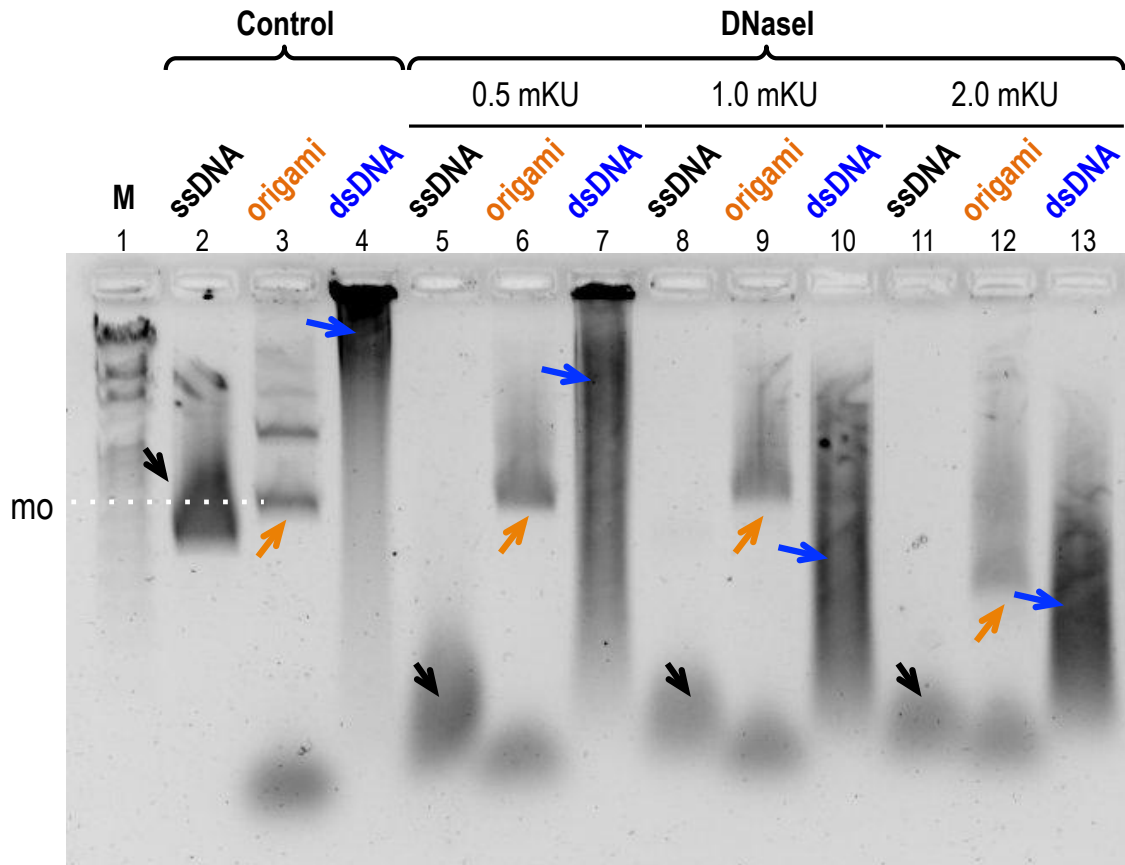 Control DNaseI
0.5 mKU 1.0 mKU 2.0 mKU
M ssDNA origami dsDNA ssDNA origami dsDNA ssDNA origami dsDNA ssDNA origami dsDNA
1 2 3 4 5 6 7 8 9 10 11 12 13
mo